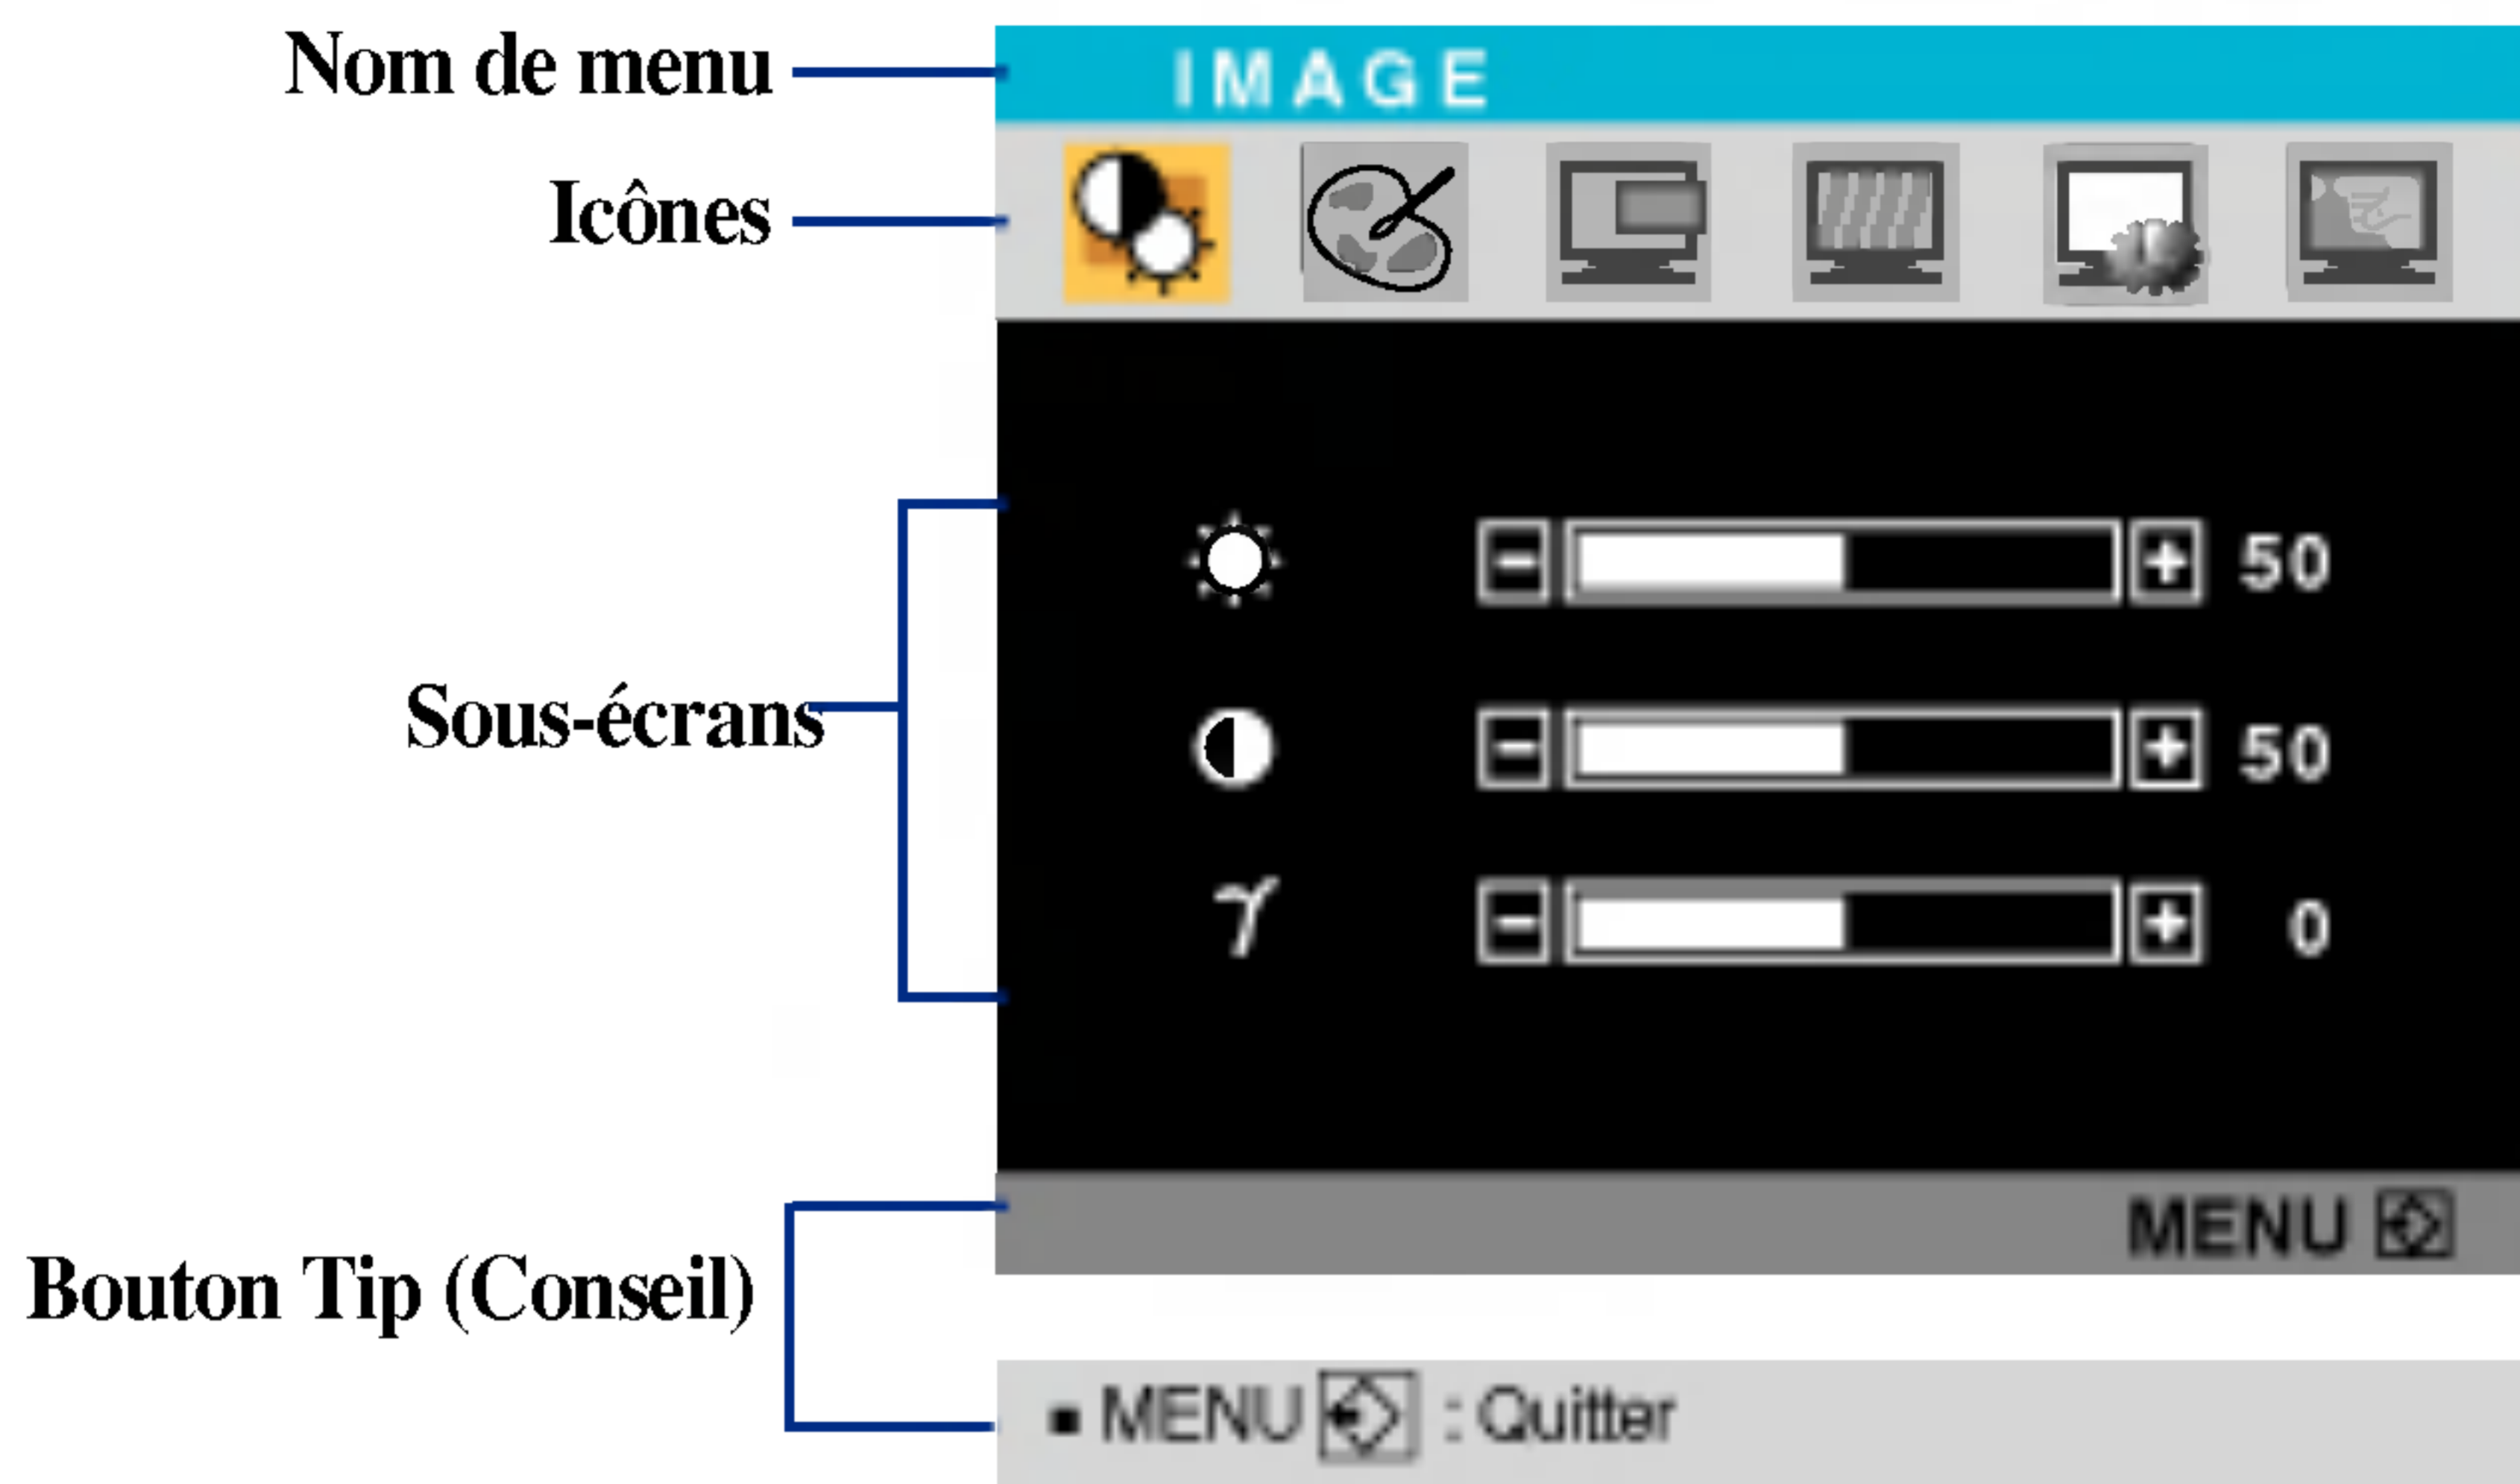 Nom de menu
IMAGE
Icônes
50
Sous-écrans
50
γ
0
MENU
Bouton Tip (Conseil)
▪ MENU : Quitter